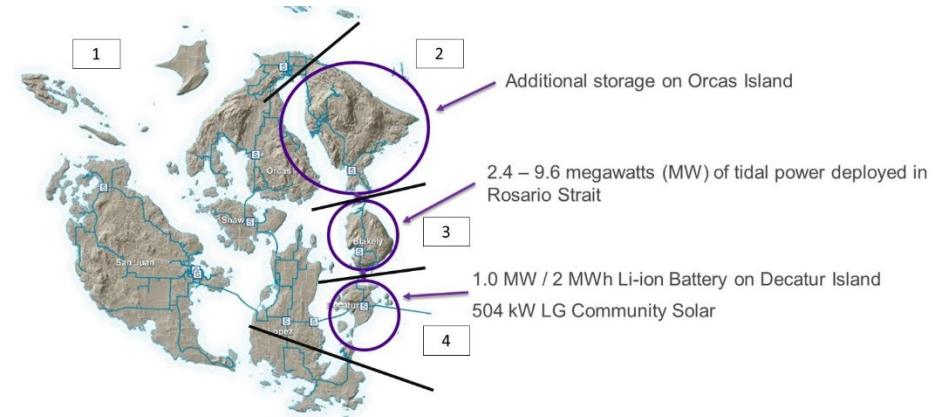 1
2
Additional storage on Orcas Island
S
S
S
Orcas
2.4 – 9.6 megawatts (MW) of tidal power deployed in
Rosario Strait
Shaw
S
3
Blakely
S
San Juan
S
1.0 MW / 2 MWh Li-ion Battery on Decatur Island
Decatur
S
504 kW LG Community Solar
S
S
Lopez
4